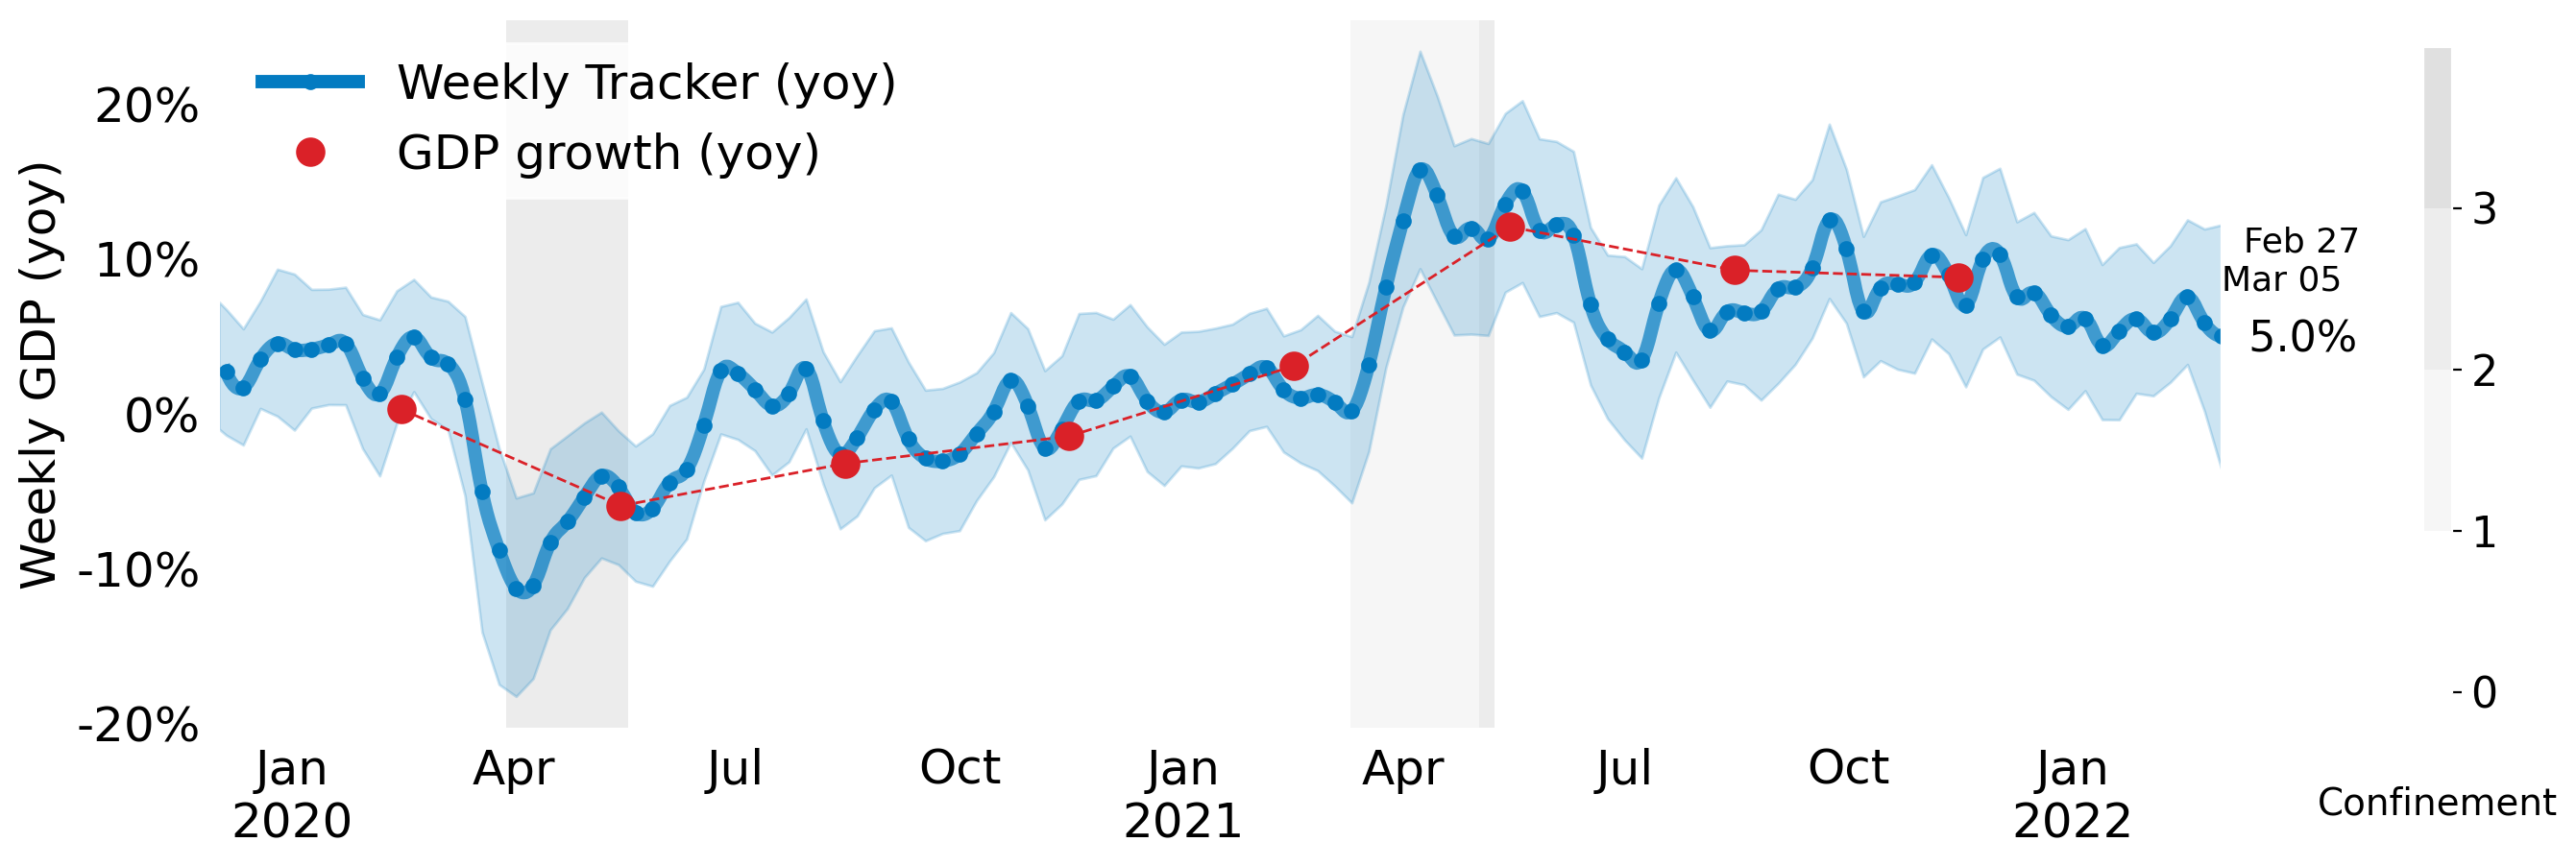 Weekly Tracker (yoy)
GDP growth (yoy)
Weekly GDP (yoy)
20%
10%
0%
-10%
-20%
Jan
2020
Apr
Jul
Oct
Jan
2021
Apr
Jul
Oct
Jan
2022
Feb 27
Mar 05
5.0%
3
2
1
0
Confinement